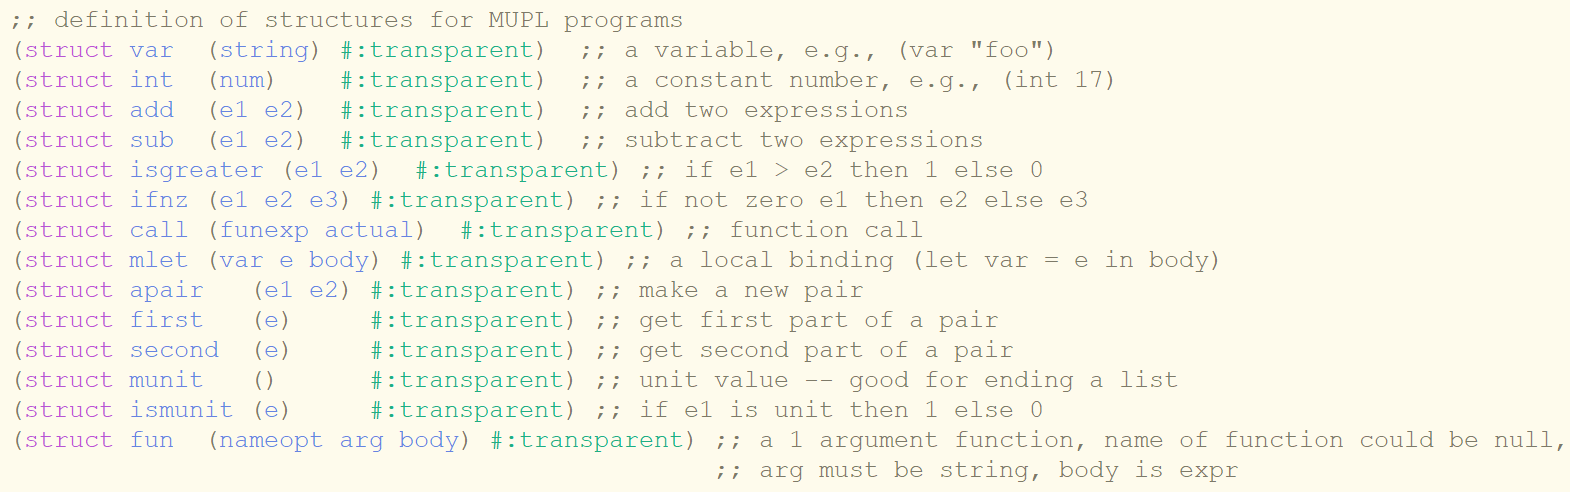 ;; definition of structures for MUPL programs
(struct var  (string) #:transparent)  ;; a variable, e.g., (var "foo")
(struct int  (num)    #:transparent)  ;; a constant number, e.g., (int 17)
(struct add  (e1 e2)  #:transparent)  ;; add two expressions
(struct sub  (e1 e2)  #:transparent)  ;; subtract two expressions
(struct isgreater (e1 e2)  #:transparent) ;; if e1 > e2 then 1 else 0
(struct ifnz (e1 e2 e3) #:transparent) ;; if not zero e1 then e2 else e3
(struct call (funexp actual)  #:transparent) ;; function call
(struct mlet (var e body) #:transparent) ;; a local binding (let var = e in body)
(struct apair   (e1 e2) #:transparent) ;; make a new pair
(struct first   (e)     #:transparent) ;; get first part of a pair
(struct second  (e)     #:transparent) ;; get second part of a pair
(struct munit   ()      #:transparent) ;; unit value -- good for ending a list
(struct ismunit (e)     #:transparent) ;; if e1 is unit then 1 else 0
(struct fun  (nameopt arg body) #:transparent) ;; a 1 argument function, name of function could be null,
;; arg must be string, body is expr